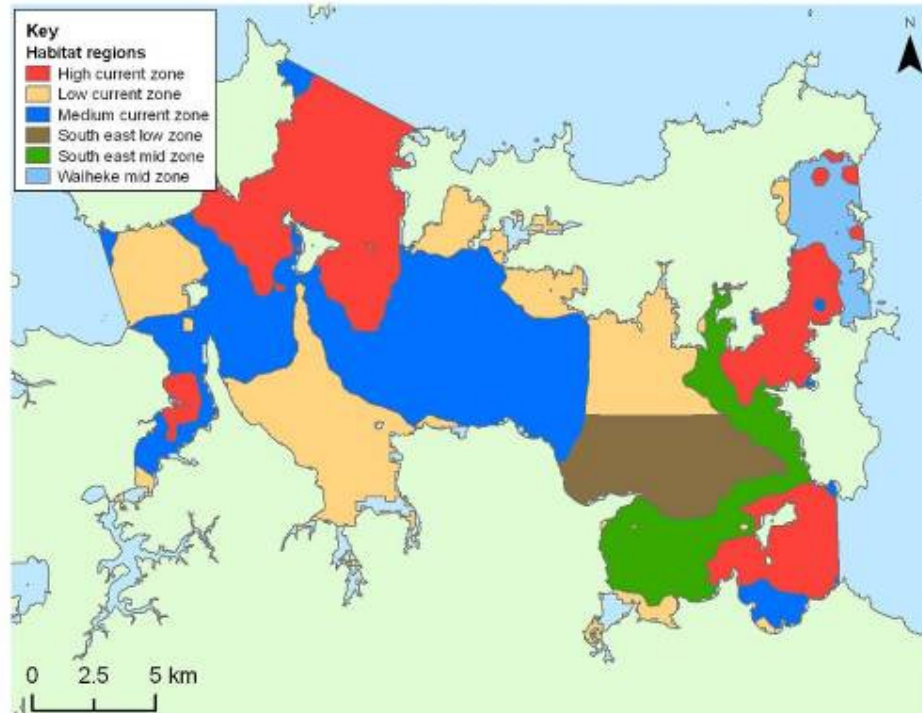 Key
Habitat regions
High current zone
Low current zone
Medium current zone
South east low zone
South east mid zone
Waiheke mid zone
N
0 2.5 5 km